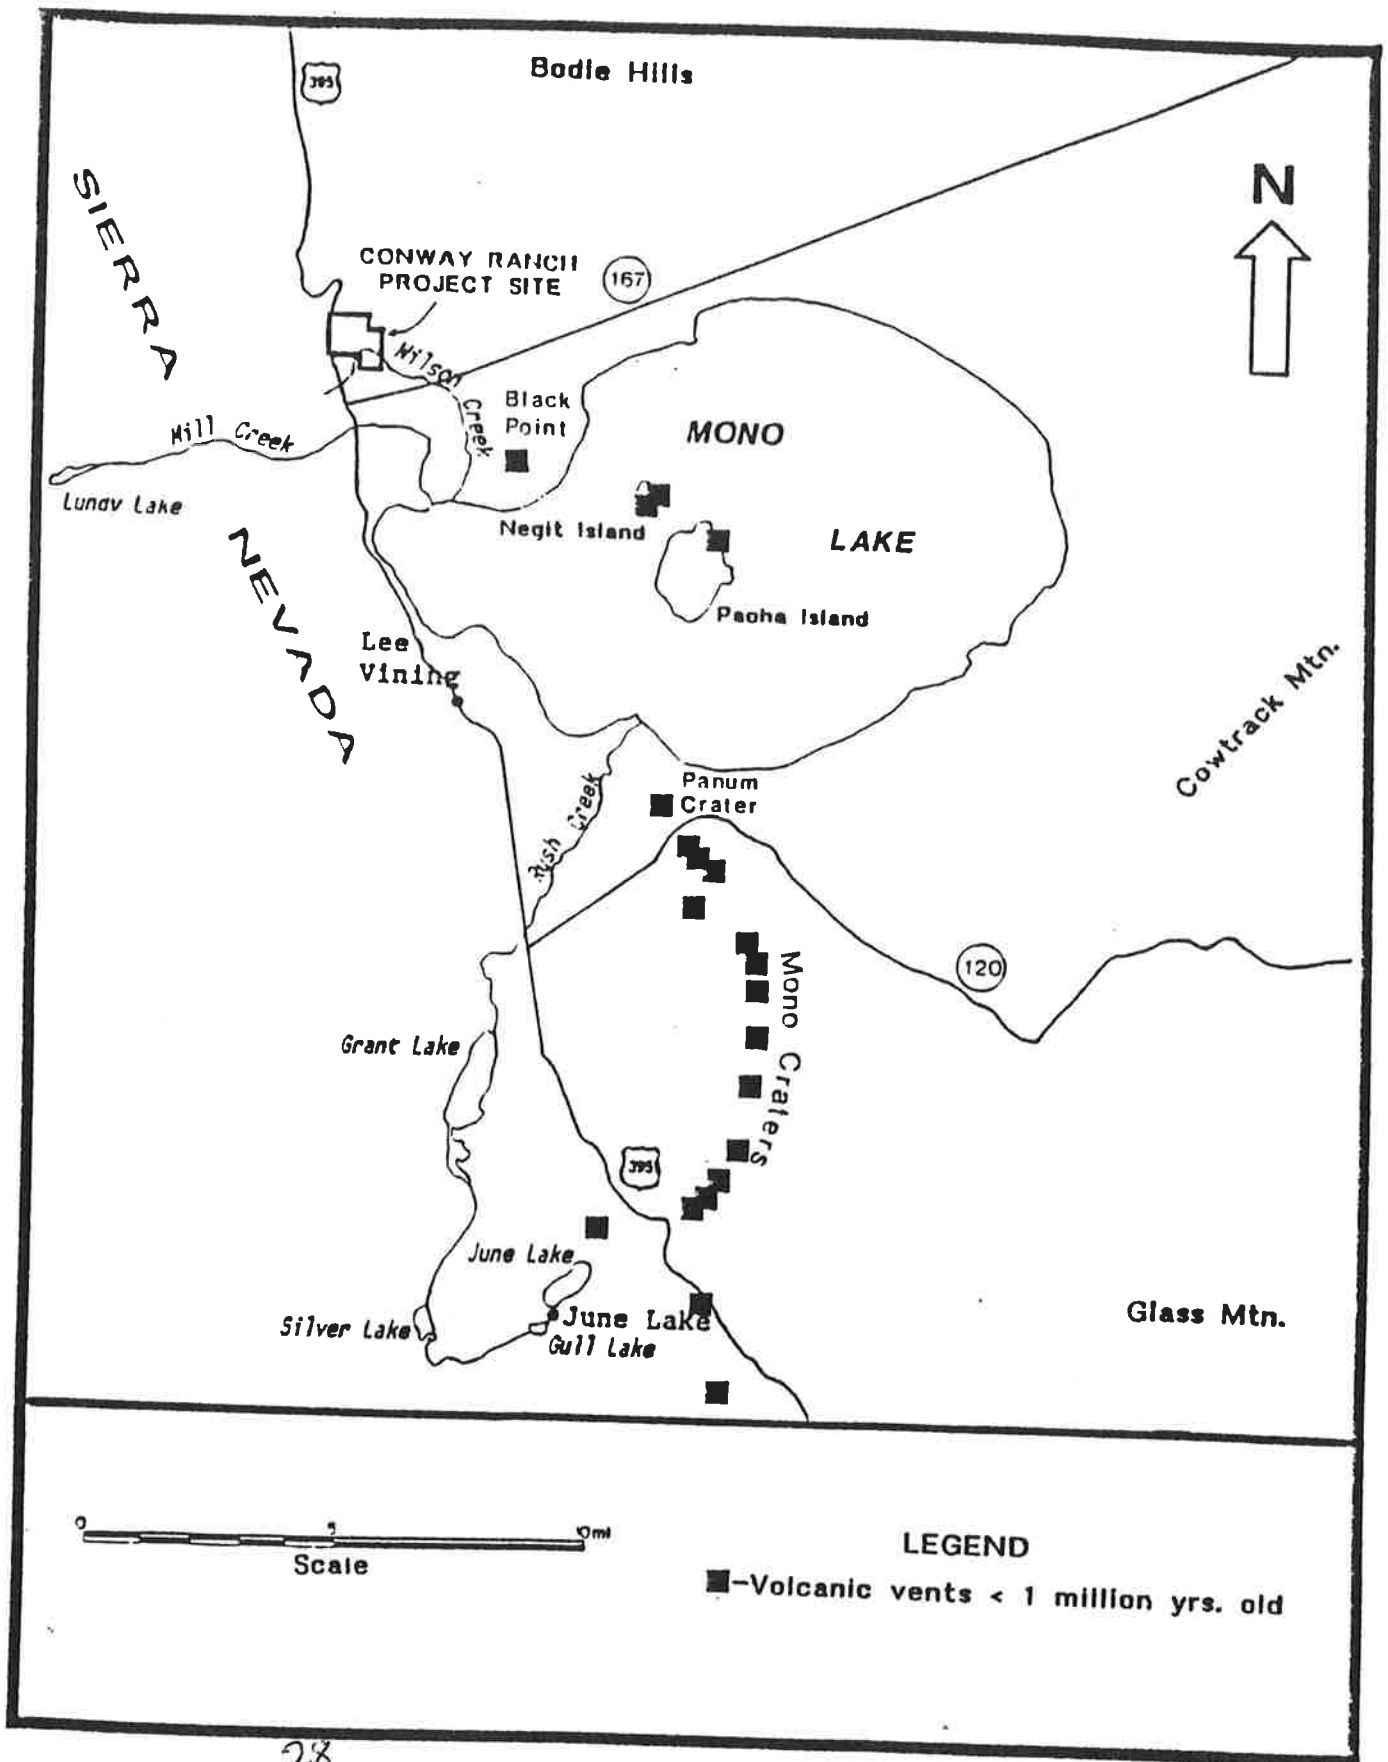 Bodie Hills
395
N
SIERRA
CONWAY RANCH
PROJECT SITE
167
Wilson
Creek
Black
Point
MONO
Mill Creek
Lundy Lake
Negit Island
LAKE
NEVADA
Paoha Island
Lee
Vining
Cowtrack Mtn.
Panum
Crater
Rush Creek
Mono Craters
120
Grant Lake
395
June Lake
June Lake
Silver Lake
Gull Lake
Glass Mtn.
0 5 10mi
Scale
LEGEND
-Volcanic vents < 1 million yrs. old
28